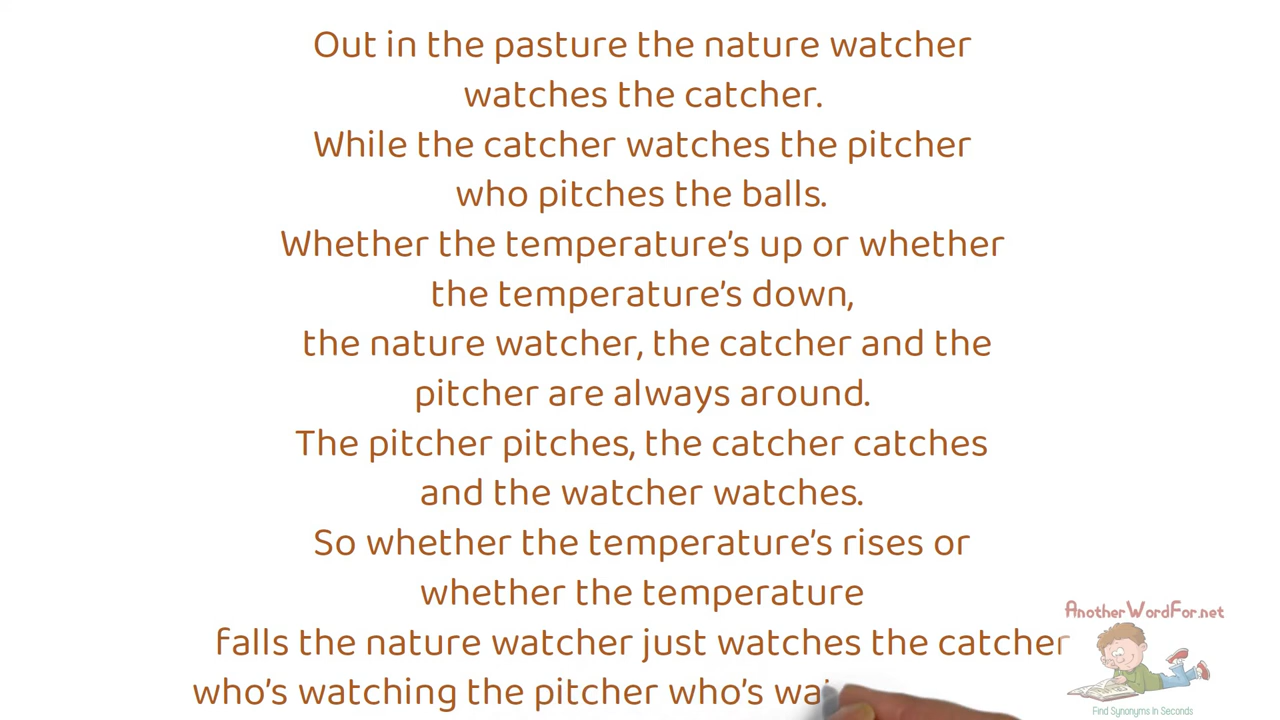 Out in the pasture the nature watcher
watches the catcher.
While the catcher watches the pitcher
who pitches the balls.
Whether the temperature's up or whether
the temperature's down,
the nature watcher, the catcher and the
pitcher are always around.
The pitcher pitches, the catcher catches
and the watcher watches.
So whether the temperature's rises or
whether the temperature
falls the nature watcher just watches the catcher
who's watching the pitcher who's
AnotherWordFor.net
Find Synonyms In Seconds